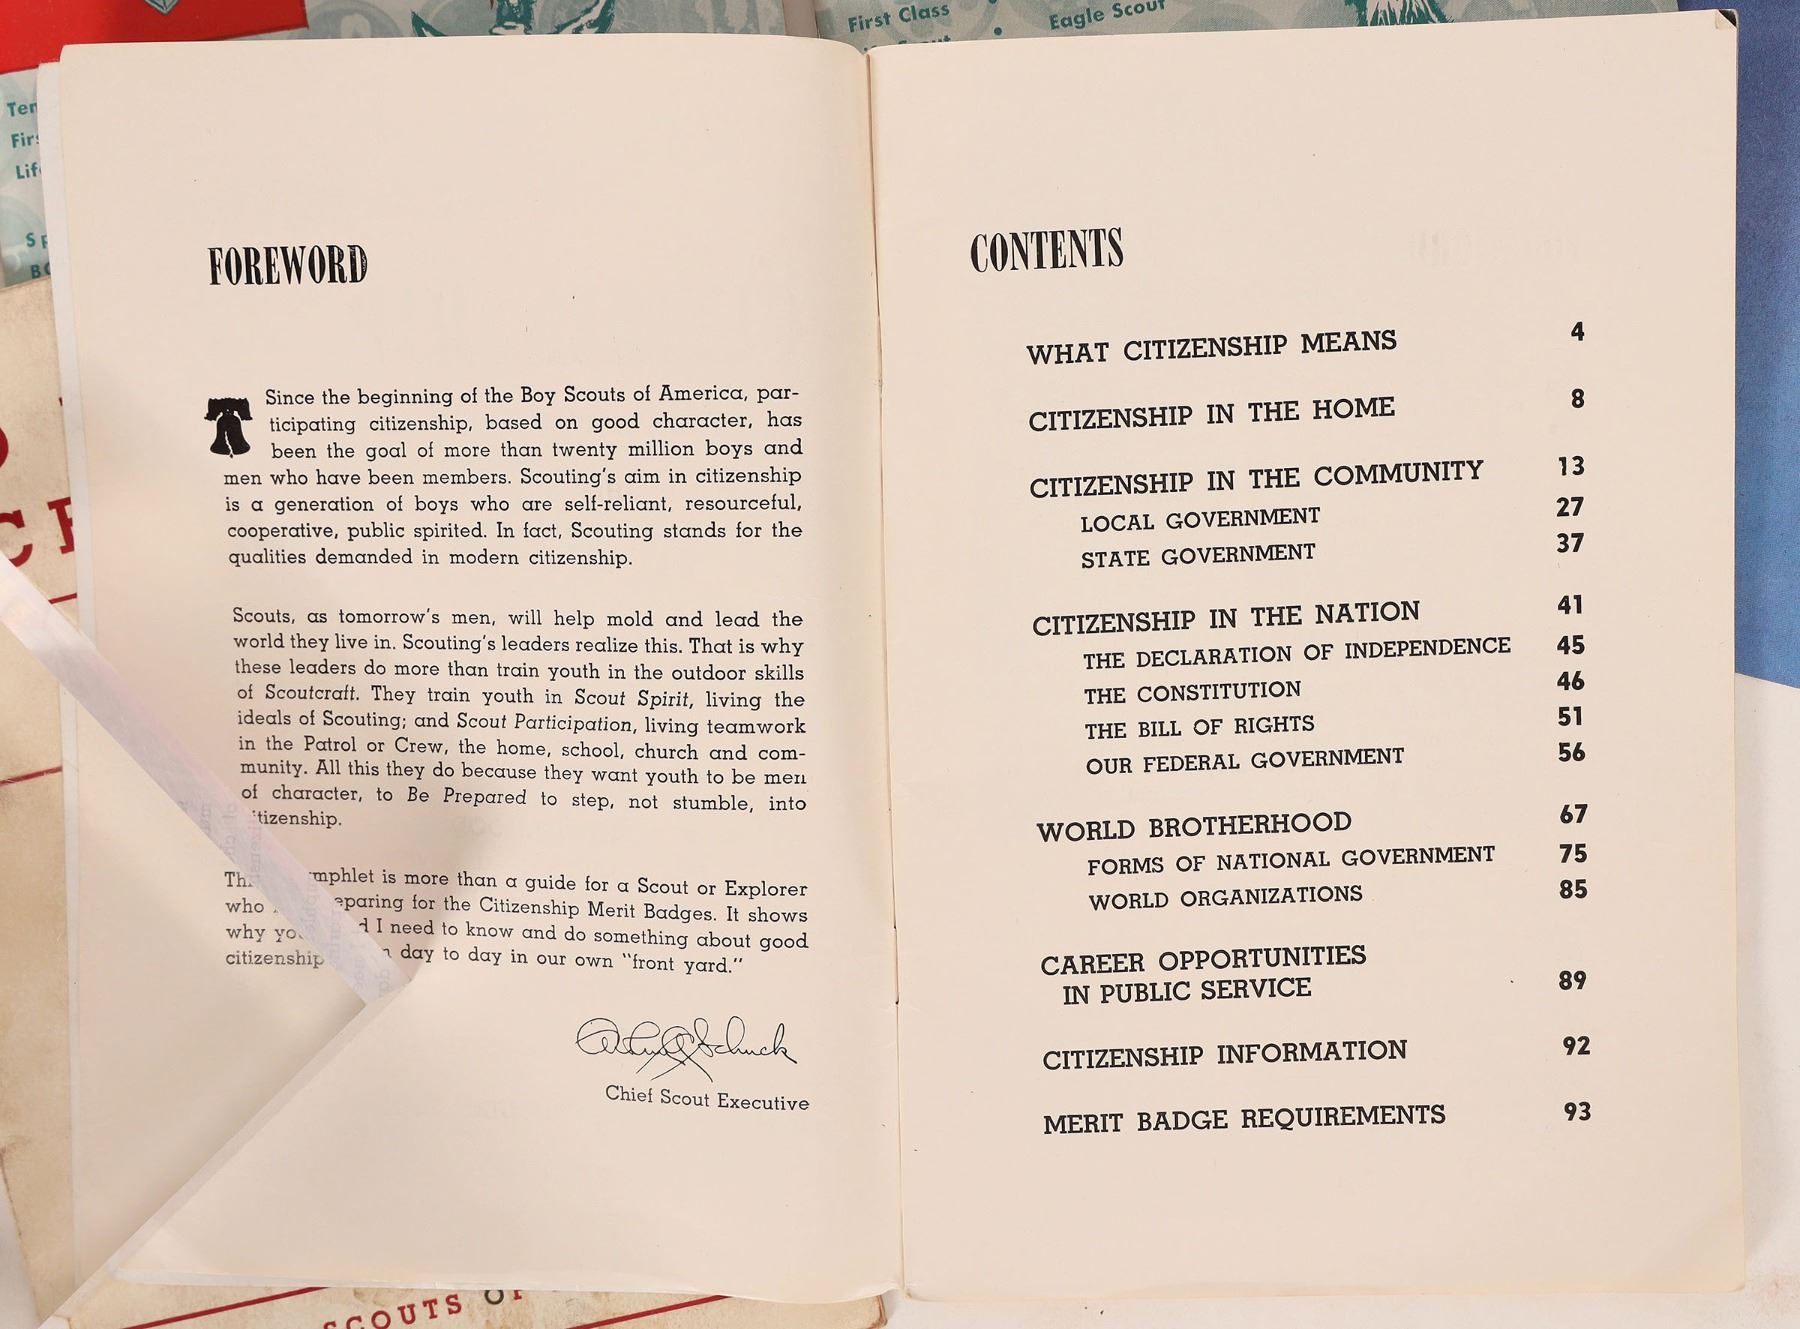 First Class
Eagle Scout
FOREWORD
Since the beginning of the Boy Scouts of America, par-
ticipating citizenship, based on good character, has
been the goal of more than twenty million boys and
men who have been members. Scouting's aim in citizenship
is a generation of boys who are self-reliant, resourceful,
cooperative, public spirited. In fact, Scouting stands for the
qualities demanded in modern citizenship.
Scouts, as tomorrow's men, will help mold and lead the
world they live in. Scouting's leaders realize this. That is why
these leaders do more than train youth in the outdoor skills
of Scoutcraft. They train youth in Scout Spirit, living the
ideals of Scouting; and Scout Participation, living teamwork
in the Patrol or Crew, the home, school, church and com-
munity. All this they do because they want youth to be men
of character, to Be Prepared to step, not stumble, into
itizenship.
Th mphlet is more than a guide for a Scout or Explorer
who eparing for the Citizenship Merit Badges. It shows
why yo d I need to know and do something about good
citizenship day to day in our own "front yard."
Arthur A. Schuck
Chief Scout Executive
CONTENTS
WHAT CITIZENSHIP MEANS 4
CITIZENSHIP IN THE HOME 8
CITIZENSHIP IN THE COMMUNITY 13
LOCAL GOVERNMENT 27
STATE GOVERNMENT 37
CITIZENSHIP IN THE NATION 41
THE DECLARATION OF INDEPENDENCE 45
THE CONSTITUTION 46
THE BILL OF RIGHTS 51
OUR FEDERAL GOVERNMENT 56
WORLD BROTHERHOOD 67
FORMS OF NATIONAL GOVERNMENT 75
WORLD ORGANIZATIONS 85
CAREER OPPORTUNITIES
IN PUBLIC SERVICE 89
CITIZENSHIP INFORMATION 92
MERIT BADGE REQUIREMENTS 93
SCOUTS OF